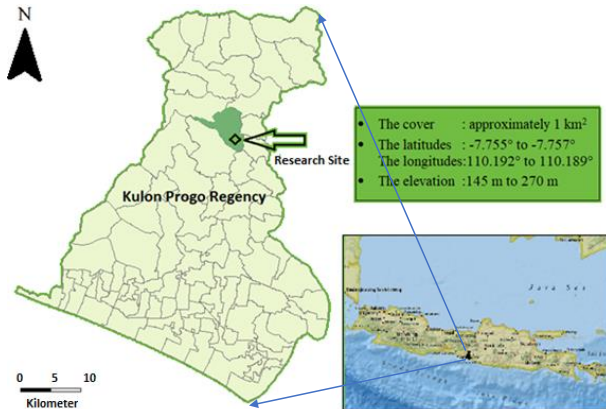 N
• The cover : approximately 1 km²
• The latitudes : -7.755° to -7.757°
The longitudes:110.192° to 110.189°
• The elevation :145 m to 270 m
Research Site
Kulon Progo Regency
Java Sea
0 5 10
Kilometer